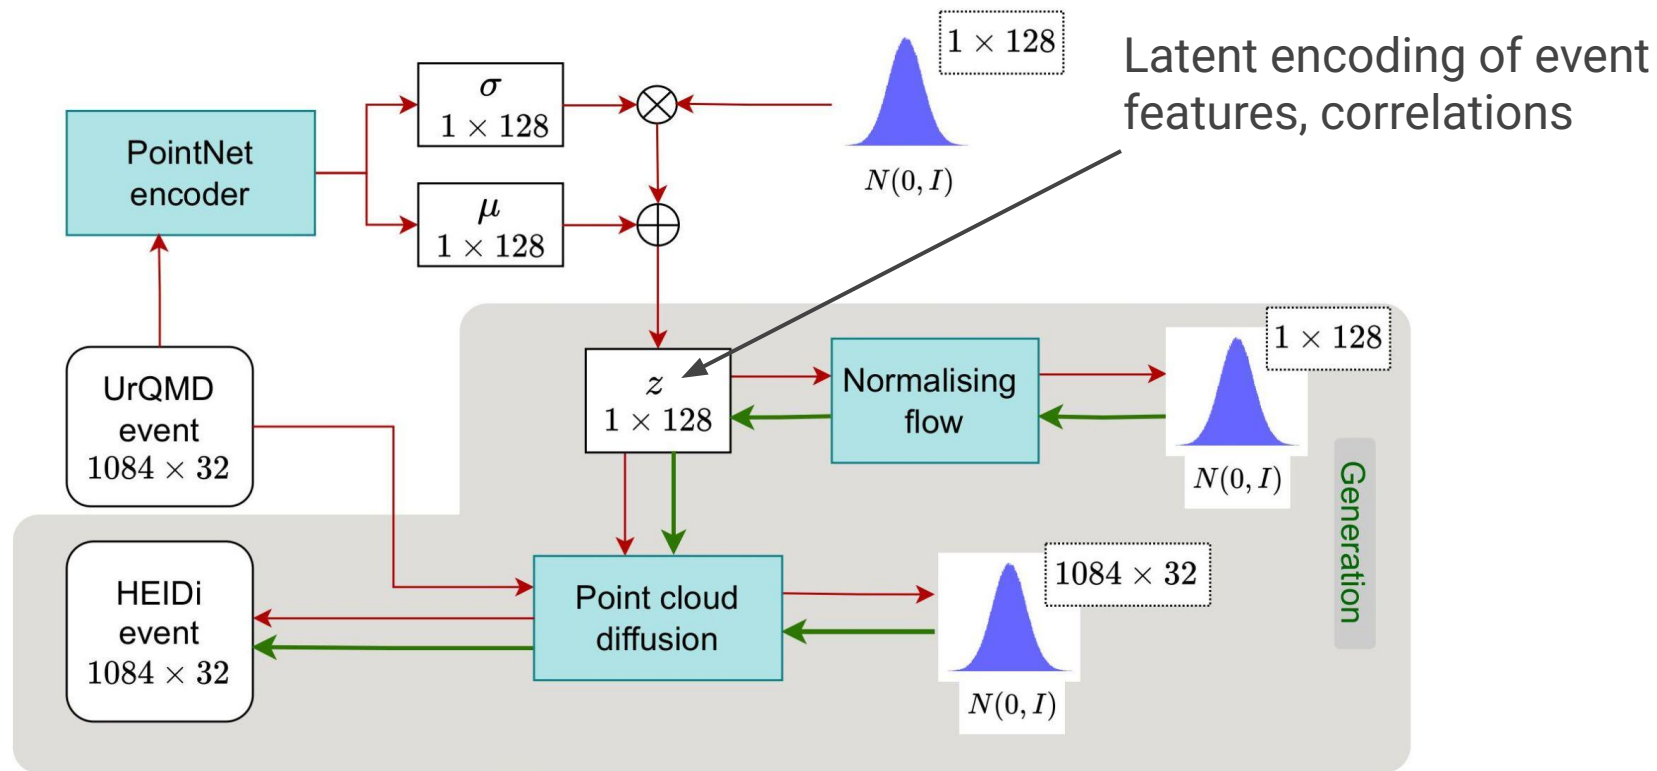 1 × 128
Latent encoding of event
features, correlations
σ
1 × 128
N(0, I)
PointNet
encoder
μ
1 × 128
UrQMD
event
1084 × 32
z
1 × 128
Normalising
flow
1 × 128
N(0, I)
Generation
HEIDi
event
1084 × 32
Point cloud
diffusion
1084 × 32
N(0, I)